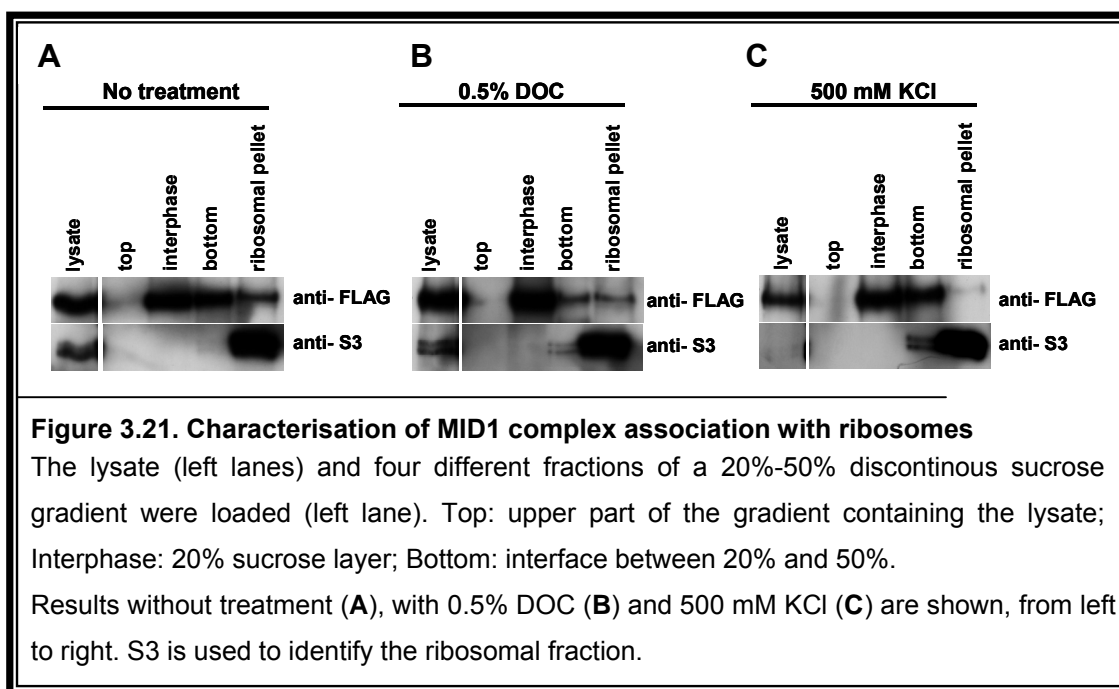 A
B
C
No treatment
0.5% DOC
500 mM KCl
lysate
top
interphase
bottom
ribosomal pellet
lysate
top
interphase
bottom
ribosomal pellet
lysate
top
interphase
bottom
ribosomal pellet
anti- FLAG
anti- FLAG
anti- FLAG
anti- S3
anti- S3
anti- S3
Figure 3.21. Characterisation of MID1 complex association with ribosomes
The lysate (left lanes) and four different fractions of a 20%-50% discontinous sucrose
gradient were loaded (left lane). Top: upper part of the gradient containing the lysate;
Interphase: 20% sucrose layer; Bottom: interface between 20% and 50%.
Results without treatment (A), with 0.5% DOC (B) and 500 mM KCl (C) are shown, from left
to right. S3 is used to identify the ribosomal fraction.